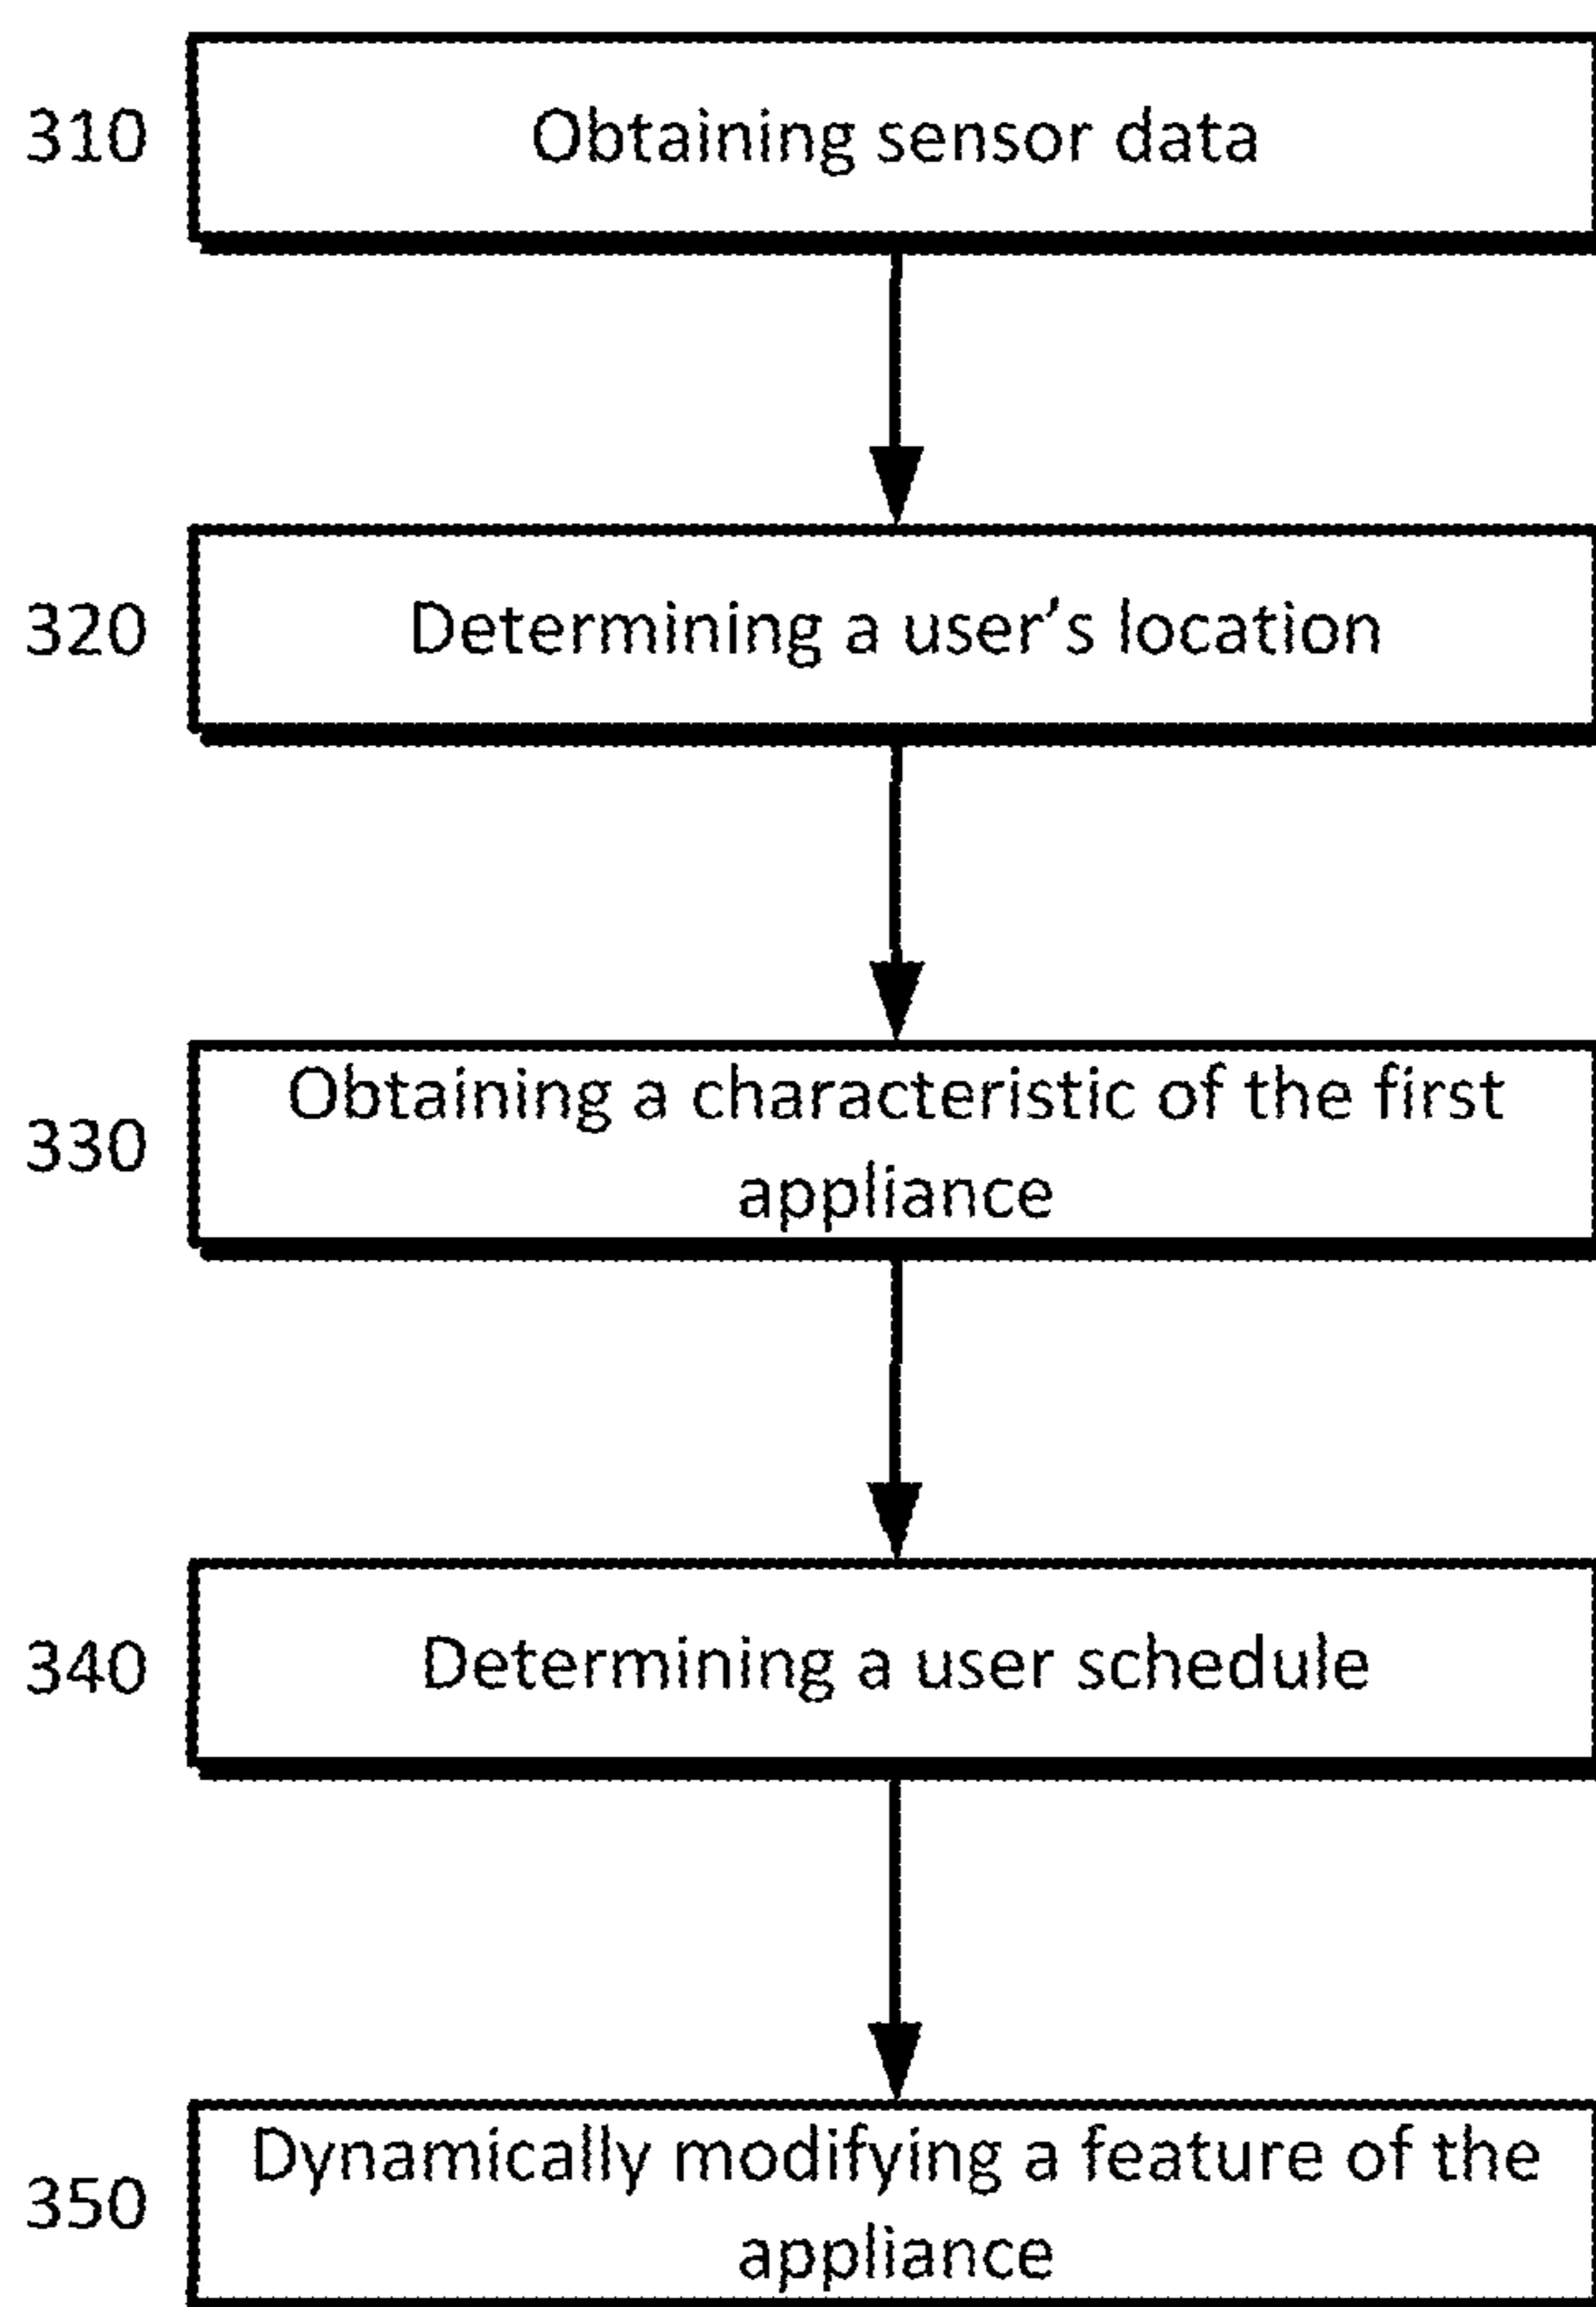 310
Obtaining sensor data
320
Determining a user’s location
330
Obtaining a characteristic of the first
appliance
340
Determining a user schedule
350
Dynamically modifying a feature of the
appliance